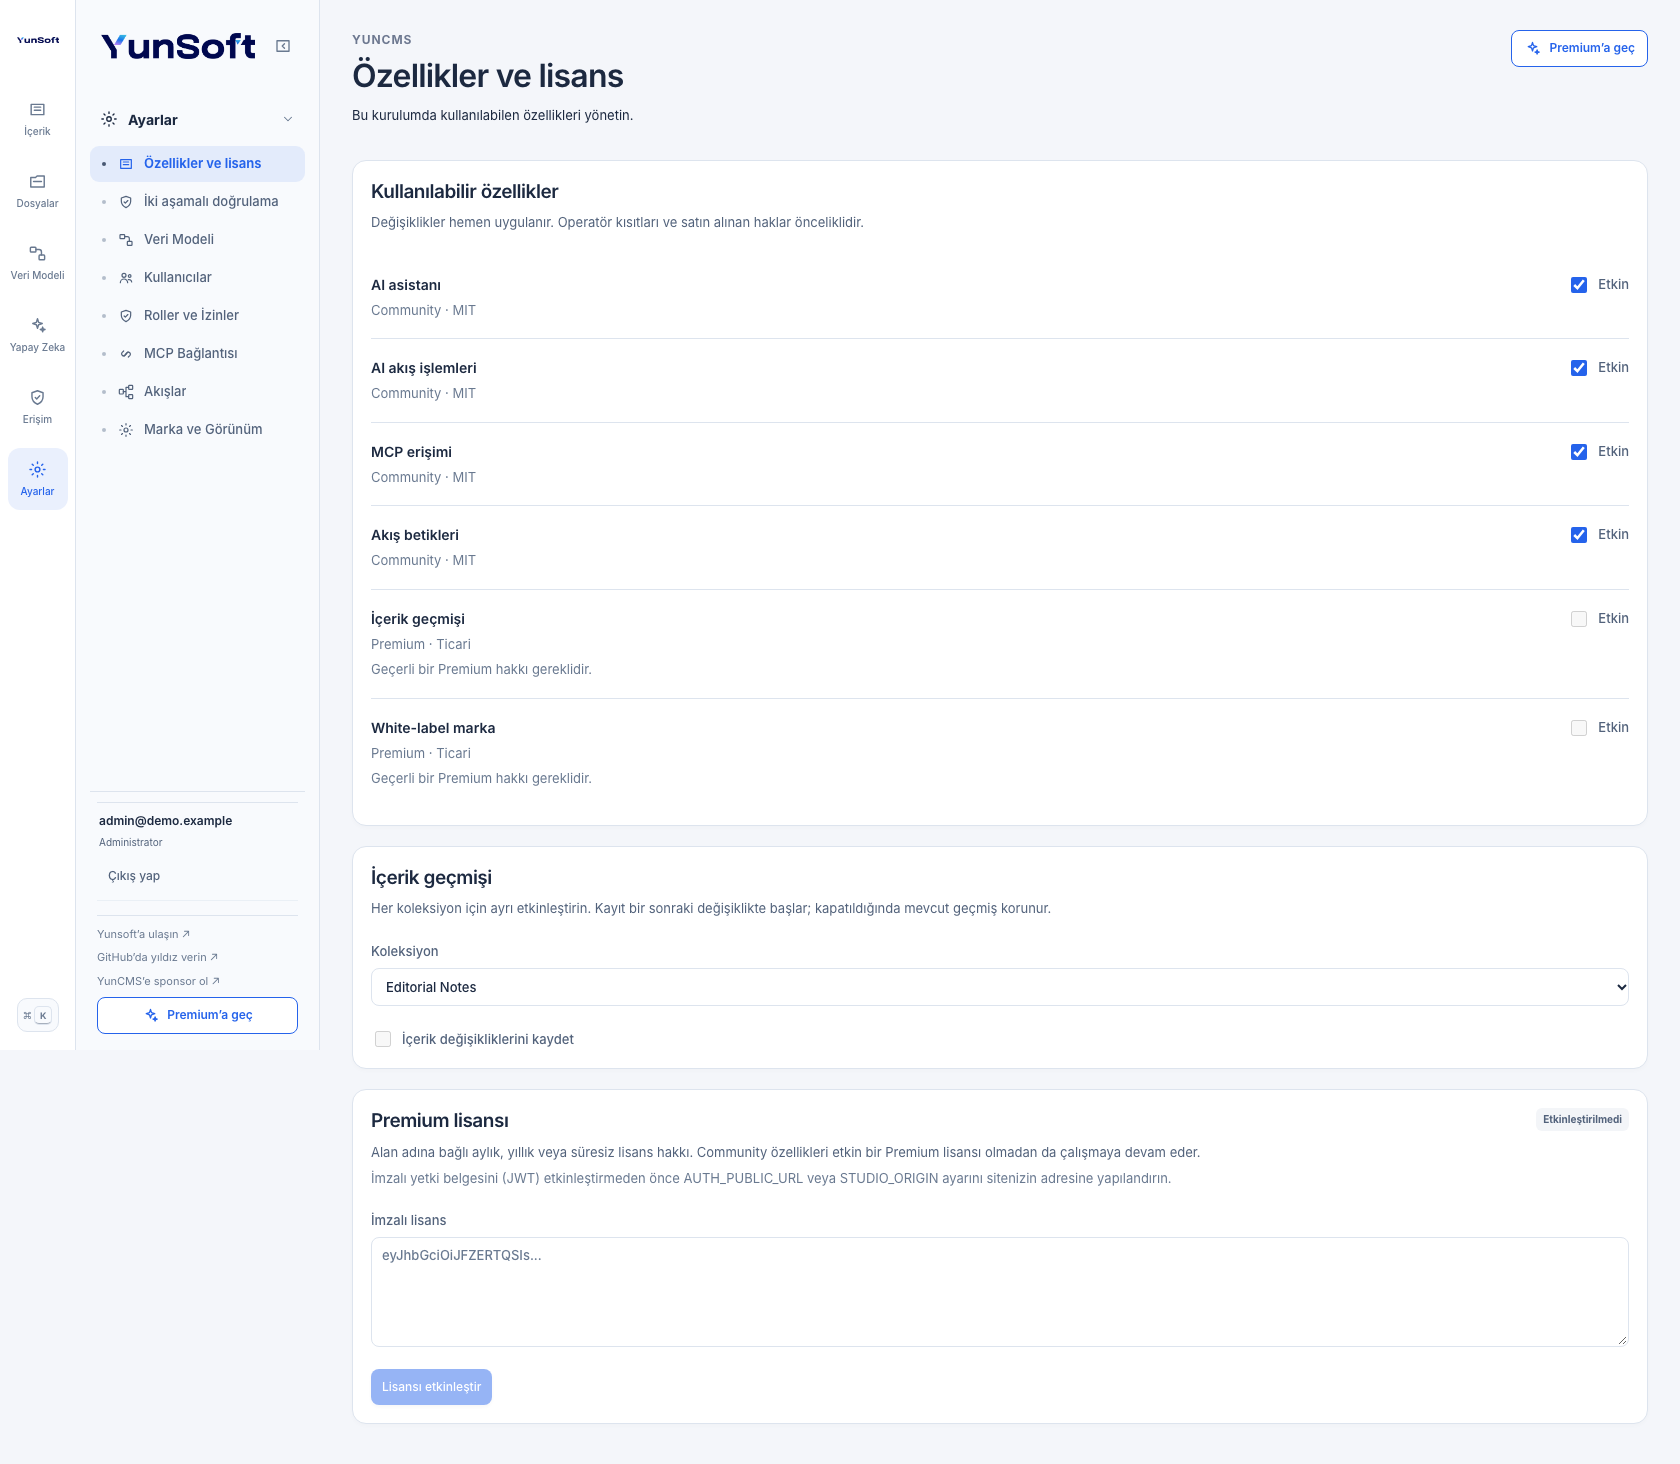 YunSoft
İçerik
Dosyalar
Veri Modeli
Yapay Zeka
Erişim
Ayarlar
⌘ K
YunSoft
Ayarlar
Özellikler ve lisans
İki aşamalı doğrulama
Veri Modeli
Kullanıcılar
Roller ve İzinler
MCP Bağlantısı
Akışlar
Marka ve Görünüm
admin@demo.example
Administrator
Çıkış yap
Yunsoft’a ulaşın ↗
GitHub’da yıldız verin ↗
YunCMS’e sponsor ol ↗
Premium’a geç
YUNCMS
Özellikler ve lisans
Bu kurulumda kullanılabilen özellikleri yönetin.
Premium’a geç
Kullanılabilir özellikler
Değişiklikler hemen uygulanır. Operatör kısıtları ve satın alınan haklar önceliklidir.
AI asistanı
Community · MIT
Etkin
AI akış işlemleri
Community · MIT
Etkin
MCP erişimi
Community · MIT
Etkin
Akış betikleri
Community · MIT
Etkin
İçerik geçmişi
Premium · Ticari
Geçerli bir Premium hakkı gereklidir.
Etkin
White-label marka
Premium · Ticari
Geçerli bir Premium hakkı gereklidir.
Etkin
İçerik geçmişi
Her koleksiyon için ayrı etkinleştirin. Kayıt bir sonraki değişiklikte başlar; kapatıldığında mevcut geçmiş korunur.
Koleksiyon
Editorial Notes
İçerik değişikliklerini kaydet
Premium lisansı
Etkinleştirilmedi
Alan adına bağlı aylık, yıllık veya süresiz lisans hakkı. Community özellikleri etkin bir Premium lisansı olmadan da çalışmaya devam eder.
İmzalı yetki belgesini (JWT) etkinleştirmeden önce AUTH_PUBLIC_URL veya STUDIO_ORIGIN ayarını sitenizin adresine yapılandırın.
İmzalı lisans
eyJhbGciOiJFZERTQSIs...
Lisansı etkinleştir